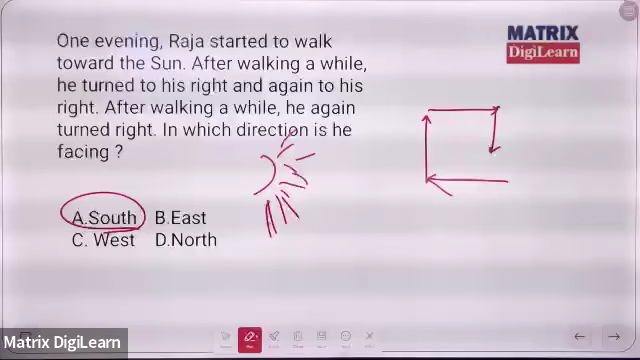 One evening, Raja started to walk
toward the Sun. After walking a while,
he turned to his right and again to his
right. After walking a while, he again
turned right. In which direction is he
facing ?
A.South B.East
C. West D.North
MATRIX
DigiLearn
Matrix DigiLearn